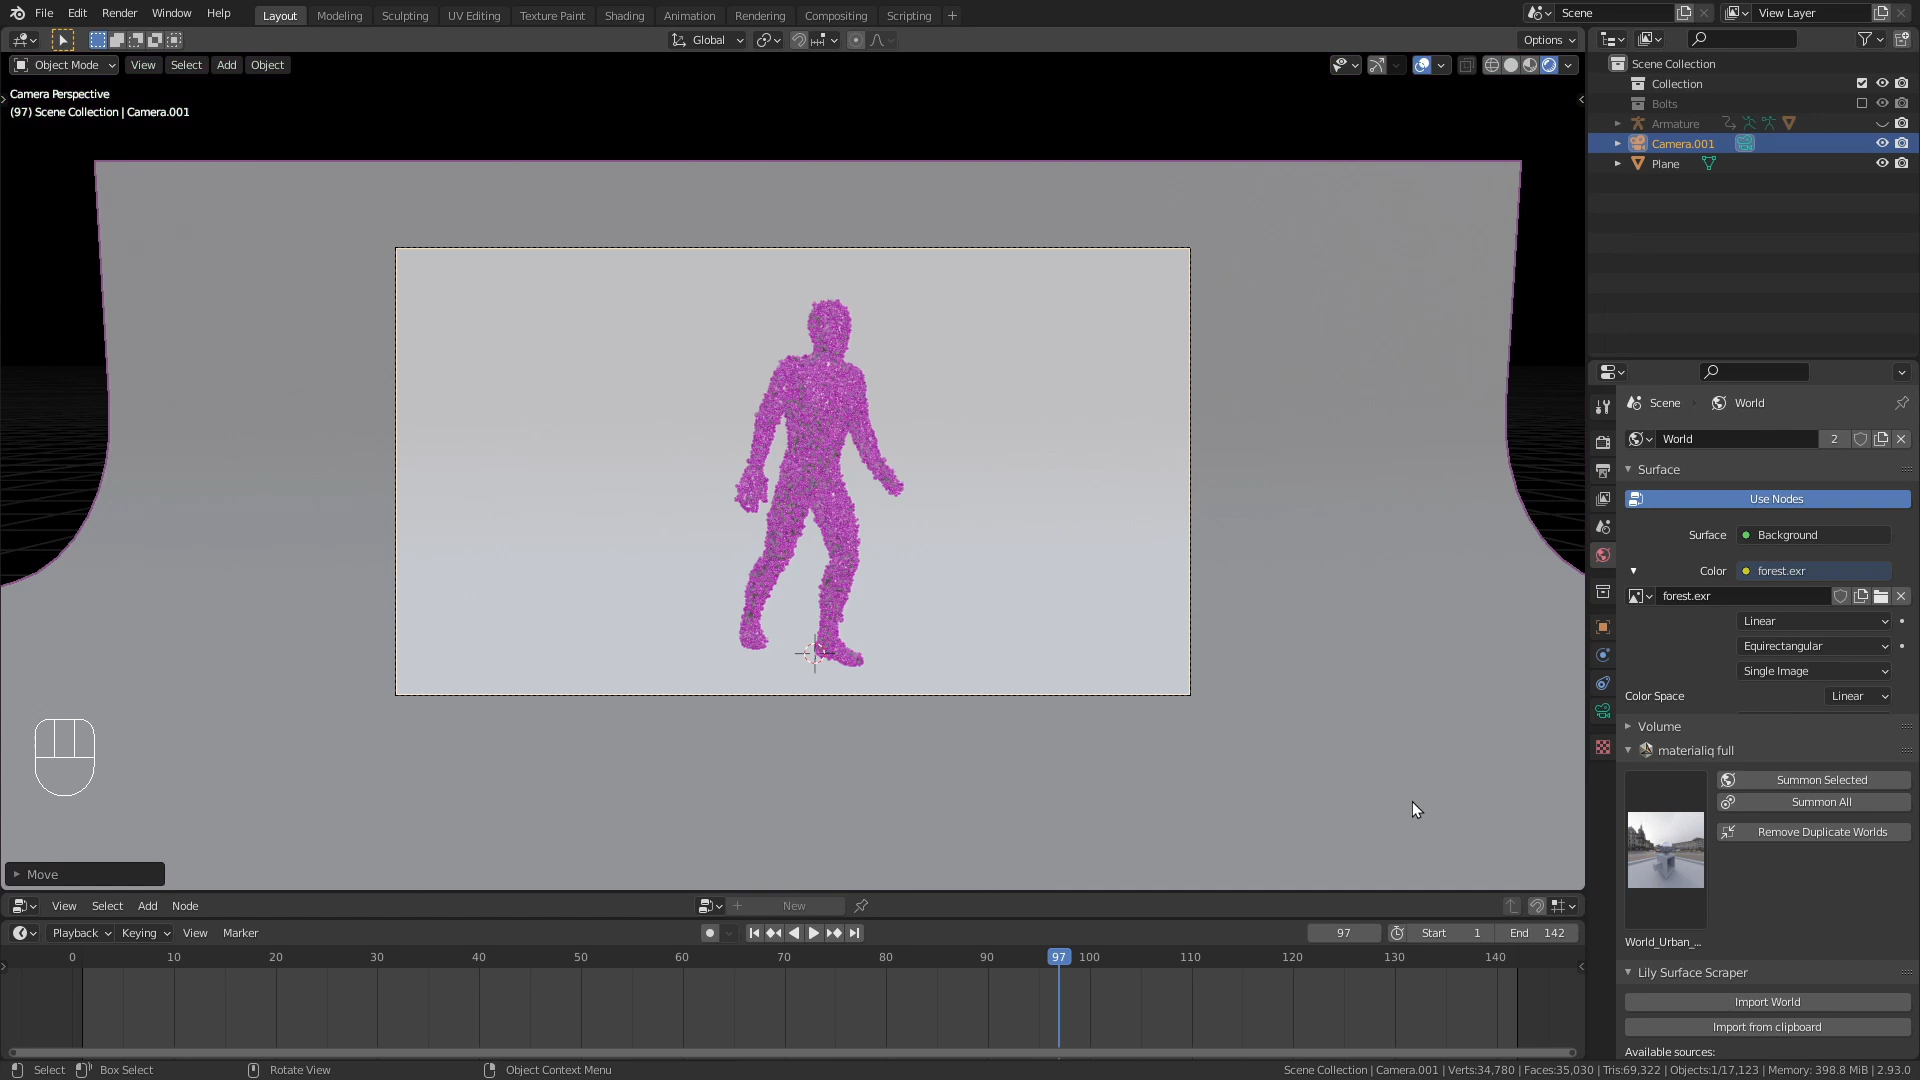 File Edit Render Window Help Layout Modeling Sculpting UV Editing Texture Paint Shading Animation Rendering Compositing Scripting + Scene View Layer
Global Options
Object Mode View Select Add Object
Camera Perspective
(97) Scene Collection | Camera.001
Scene Collection
Collection
Bolts
Armature
Camera.001
Plane
Scene World
World 2
Surface
Use Nodes
Surface Background
Color forest.exr
forest.exr
Linear
Equirectangular
Single Image
Color Space Linear
Volume
materialiq full
Summon Selected
Summon All
Remove Duplicate Worlds
World_Urban_...
Lily Surface Scraper
Import World
Import from clipboard
Available sources:
Move
View Select Add Node New
Playback Keying View Marker 97 Start 1 End 142
0 10 20 30 40 50 60 70 80 90 97 100 110 120 130 140
Select Box Select Rotate View Object Context Menu Scene Collection | Camera.001 | Verts:34,780 | Faces:35,030 | Tris:69,322 | Objects:1/17,123 | Memory: 398.8 MiB | 2.93.0